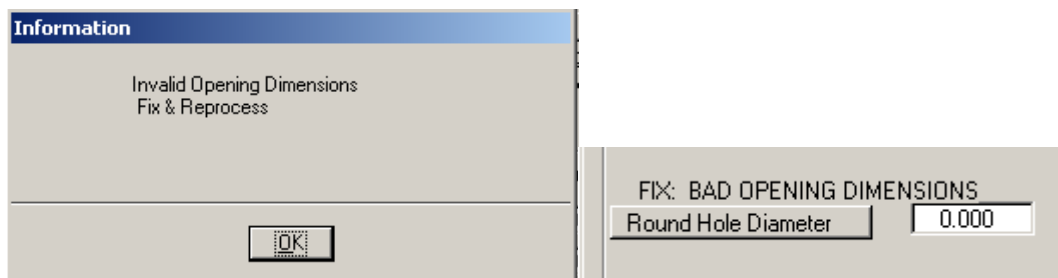 Information
Invalid Opening Dimensions
Fix & Reprocess
OK
FIX: BAD OPENING DIMENSIONS
Round Hole Diameter
0.000